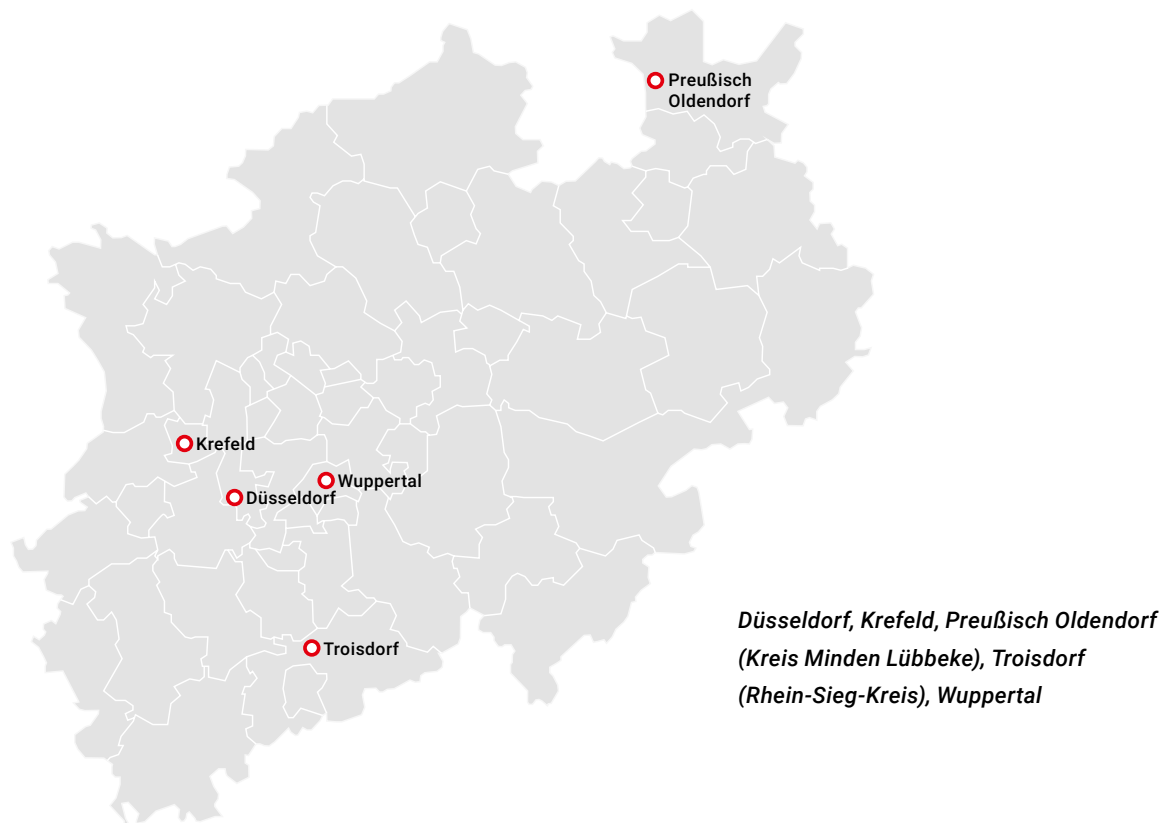 Preußisch
Oldendorf
Krefeld
Wuppertal
Düsseldorf
Troisdorf
Düsseldorf, Krefeld, Preußisch Oldendorf
(Kreis Minden Lübbeke), Troisdorf
(Rhein-Sieg-Kreis), Wuppertal